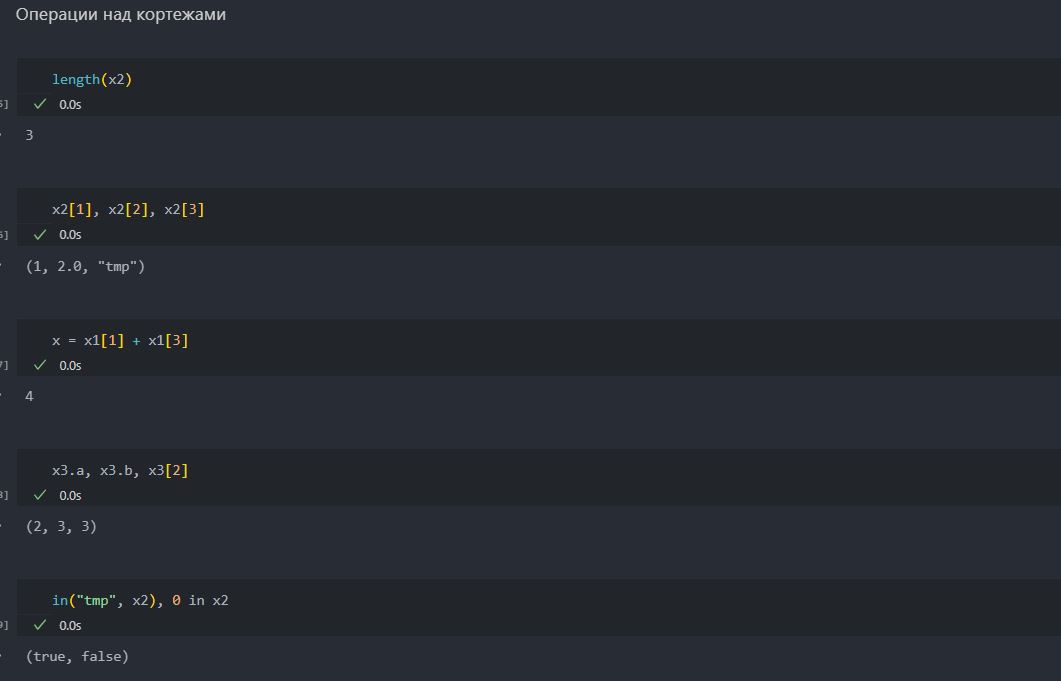 Операции над кортежами
length(x2)
0.0s
3
x2[1], x2[2], x2[3]
0.0s
(1, 2.0, "tmp")
x = x1[1] + x1[3]
0.0s
4
x3.a, x3.b, x3[2]
0.0s
(2, 3, 3)
in("tmp", x2), 0 in x2
0.0s
(true, false)